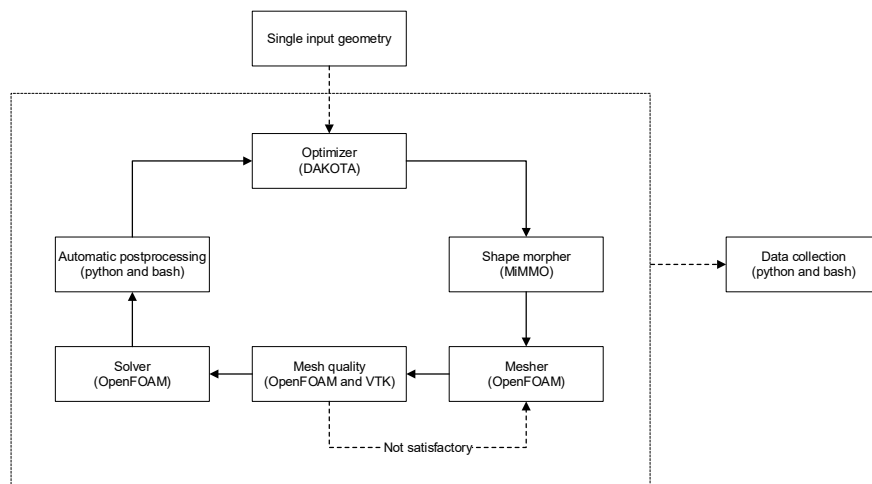 Single input geometry
Optimizer
(DAKOTA)
Automatic postprocessing
(python and bash)
Shape morpher
(MiMMO)
Data collection
(python and bash)
Solver
(OpenFOAM)
Mesh quality
(OpenFOAM and VTK)
Mesher
(OpenFOAM)
Not satisfactory